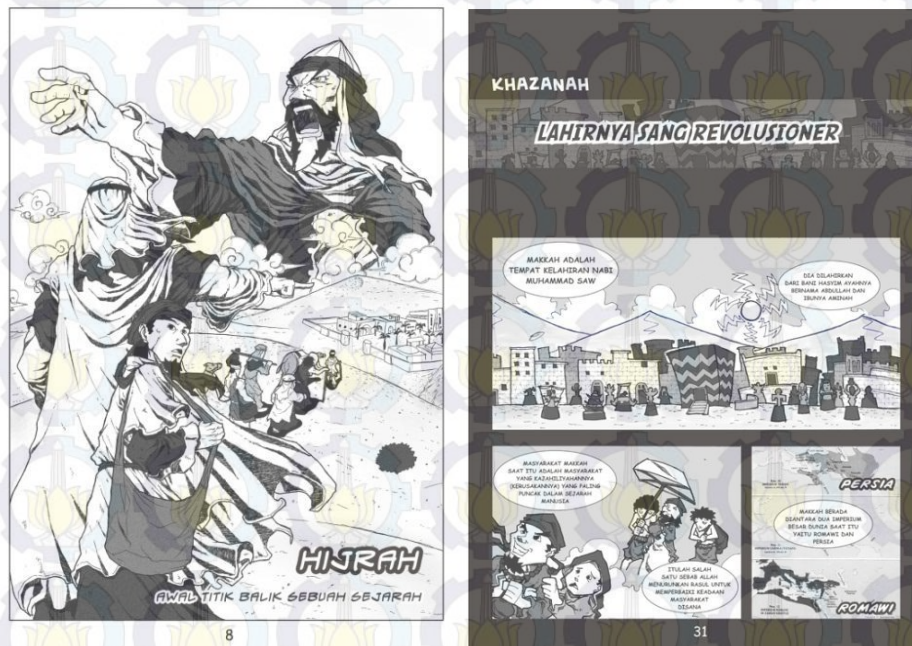 HIJRAH
AWAL TITIK BALIK SEBUAH SEJARAH
8
KHAZANAH
LAHIRNYA SANG REVOLUSIONER
MAKKAH ADALAH
TEMPAT KELAHIRAN NABI
MUHAMMAD SAW
DIA DILAHIRKAN
DARI BANI HASYIM AYAHNYA
BERNAMA ABDULLAH DAN
IBUNYA AMINAH
MASYARAKAT MAKKAH
SAAT ITU ADALAH MASYARAKAT
YANG KAJAHILIYAHANNYA
(KERUSAKANNYA) YANG PALING
PUNCAK DALAM SEJARAH
MANUSIA
ITULAH SALAH
SATU SEBAB ALLAH
MENURUNKAN RASUL UNTUK
MEMPERBAIKI KEADAAN
MASYARAKAT
DISANA
PERSIA
MAKKAH BERADA
DIANTARA DUA IMPERIUM
BESAR DUNIA SAAT ITU
YAITU ROMAWI DAN
PERSIA
ROMAWI
31